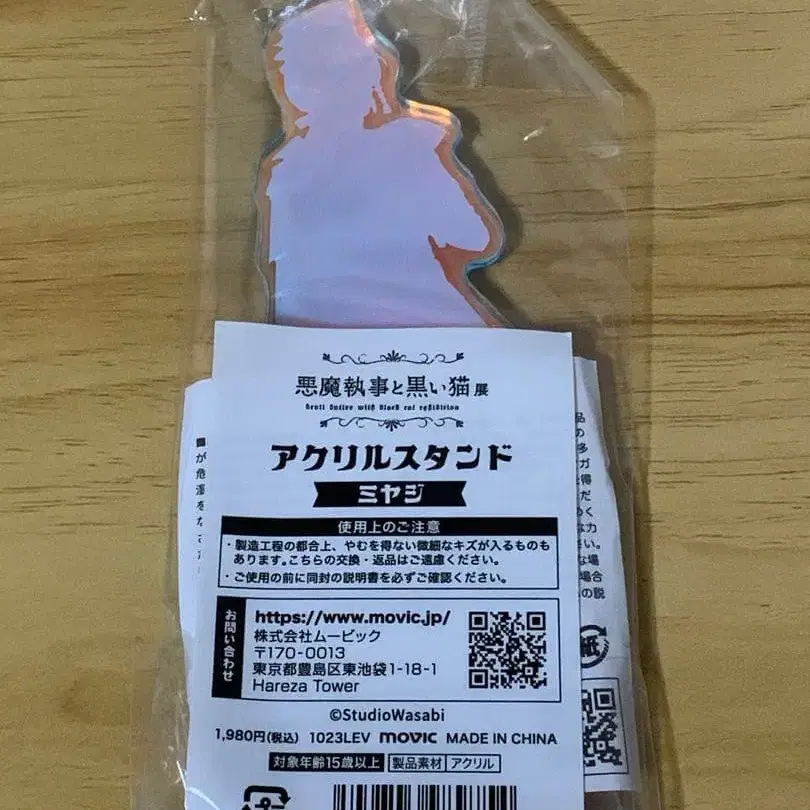 悪魔執事と黒い猫展
アクリルスタンド
ミヤジ
使用上のご注意
・製造工程の都合上、やむを得ない微細なキズが入るものも
あります。こちらの交換・返品はご遠慮ください。
・ご使用の前に同封の説明書を必ずご確認ください。
お問い合わせ
https://www.movic.jp/
株式会社ムービック
〒170-0013
東京都豊島区東池袋1-18-1
Hareza Tower
©StudioWasabi
1,980円(税込) 1023LEV movic MADE IN CHINA
対象年齢15歳以上 製品素材 アクリル
紙